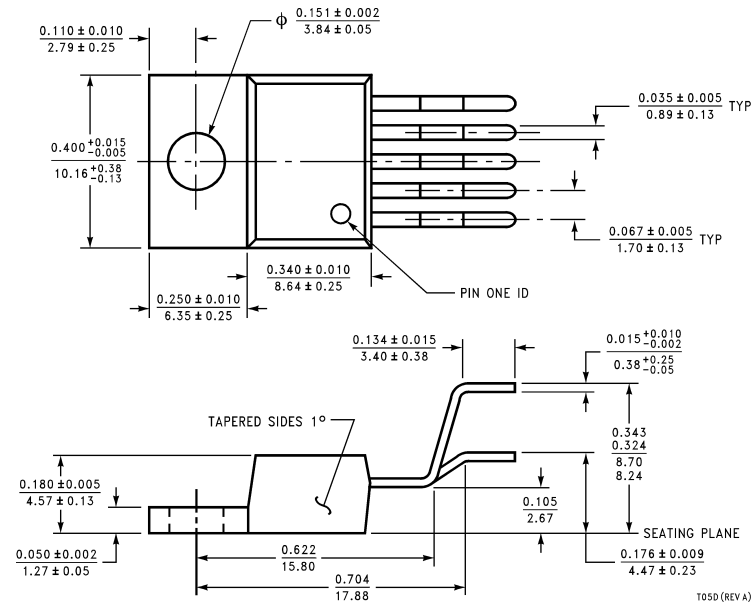 0.110 ± 0.010
2.79 ± 0.25
ϕ 0.151 ± 0.002
3.84 ± 0.05
0.400 +0.015 -0.005
10.16 +0.38 -0.13
0.035 ± 0.005
0.89 ± 0.13
TYP
0.067 ± 0.005
1.70 ± 0.13
TYP
0.340 ± 0.010
8.64 ± 0.25
0.250 ± 0.010
6.35 ± 0.25
PIN ONE ID
0.134 ± 0.015
3.40 ± 0.38
0.015 +0.010 -0.002
0.38 +0.25 -0.05
TAPERED SIDES 1°
0.180 ± 0.005
4.57 ± 0.13
0.343
0.324
8.70
8.24
0.105
2.67
SEATING PLANE
0.050 ± 0.002
1.27 ± 0.05
0.622
15.80
0.176 ± 0.009
4.47 ± 0.23
0.704
17.88
T05D (REV A)